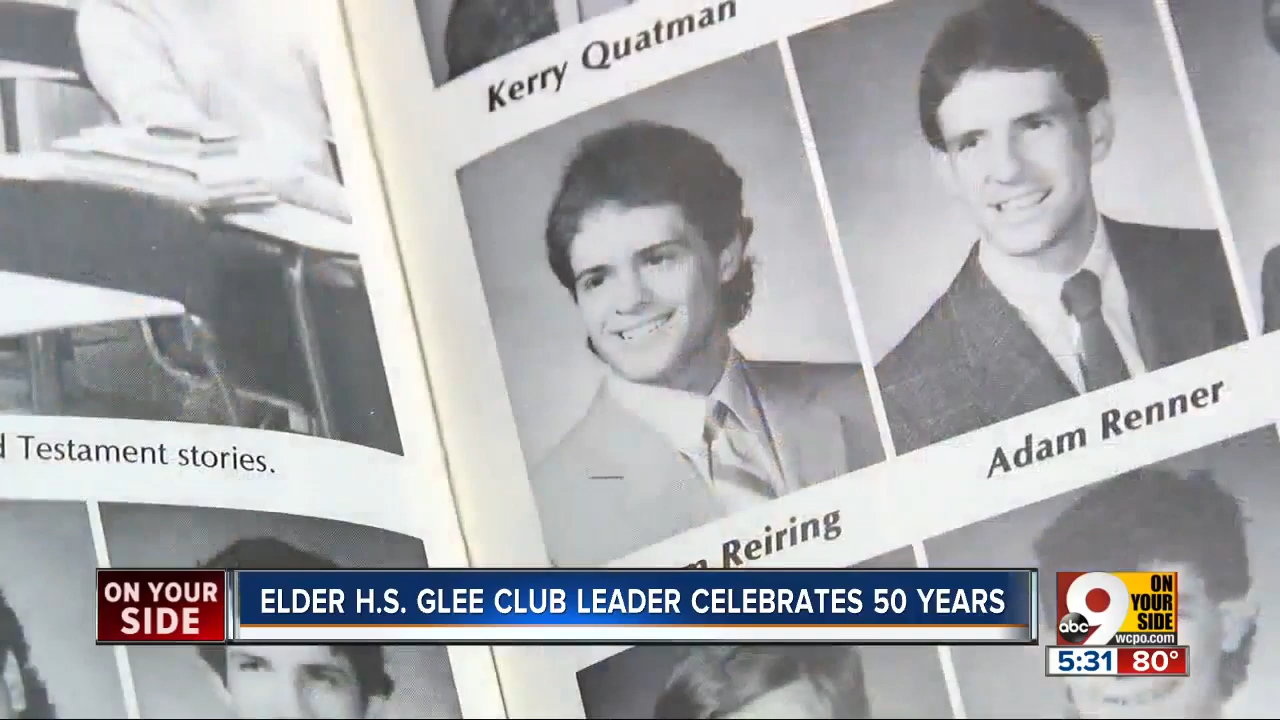 Kerry Quatman
Adam Renner
Testament stories.
Reiring
ON YOUR
SIDE
ELDER H.S. GLEE CLUB LEADER CELEBRATES 50 YEARS
9
abc
ON
YOUR
SIDE
wcpo.com
5:31 80°